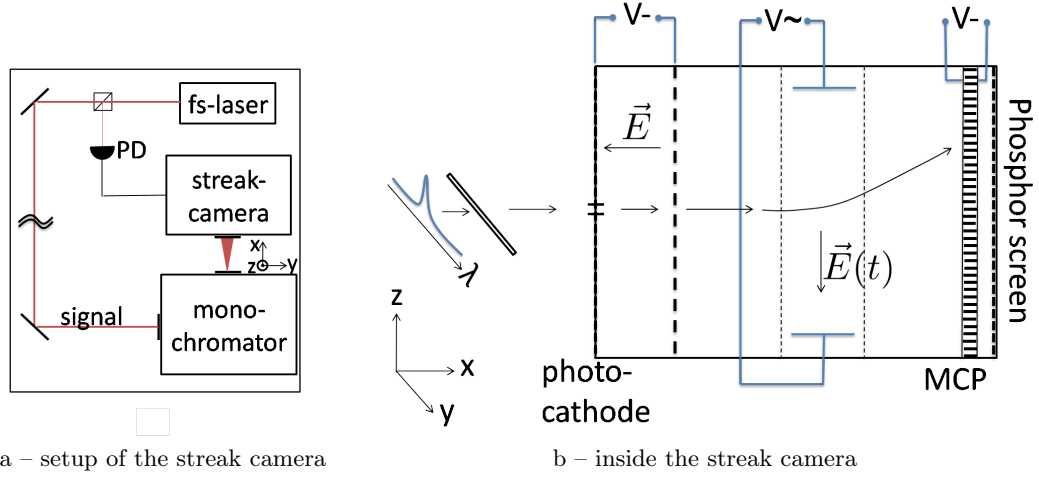 fs-laser
PD
streak-
camera
x
z
y
signal
mono-
chromator
a – setup of the streak camera
V-
V~
V-
E⃗
λ
E⃗(t)
z
x
y
photo-
cathode
MCP
Phosphor screen
b – inside the streak camera